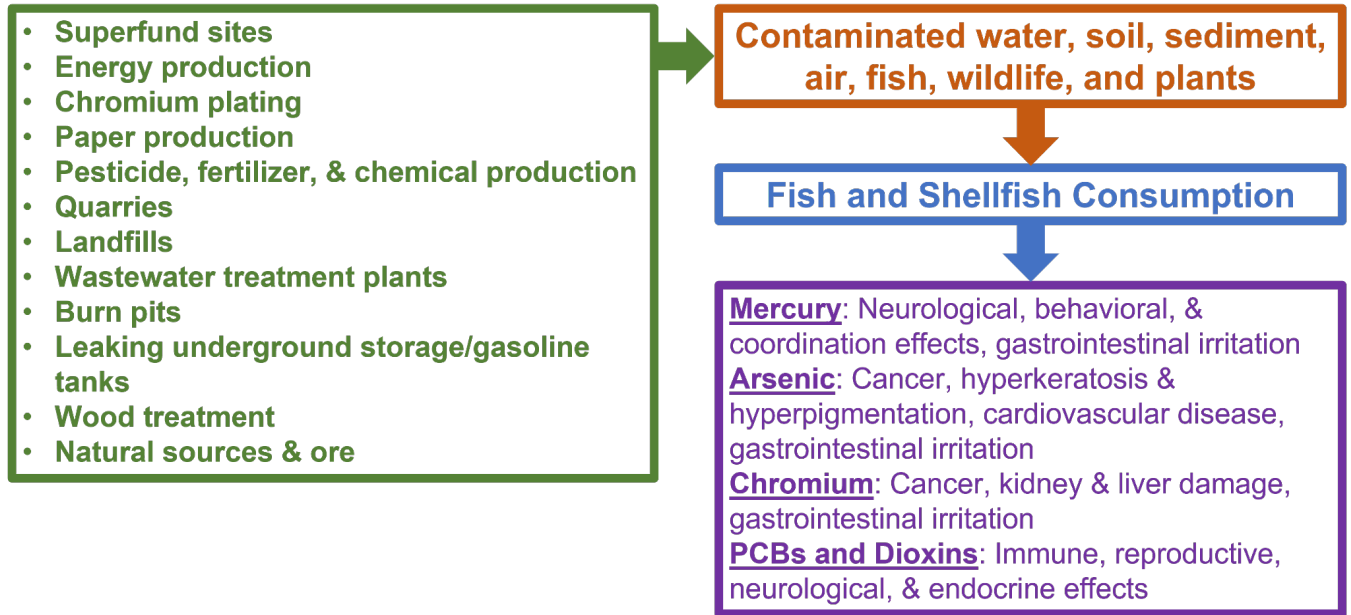 • Superfund sites
• Energy production
• Chromium plating
• Paper production
• Pesticide, fertilizer, & chemical production
• Quarries
• Landfills
• Wastewater treatment plants
• Burn pits
• Leaking underground storage/gasoline
tanks
• Wood treatment
• Natural sources & ore
Contaminated water, soil, sediment,
air, fish, wildlife, and plants
Fish and Shellfish Consumption
Mercury: Neurological, behavioral, &
coordination effects, gastrointestinal irritation
Arsenic: Cancer, hyperkeratosis &
hyperpigmentation, cardiovascular disease,
gastrointestinal irritation
Chromium: Cancer, kidney & liver damage,
gastrointestinal irritation
PCBs and Dioxins: Immune, reproductive,
neurological, & endocrine effects